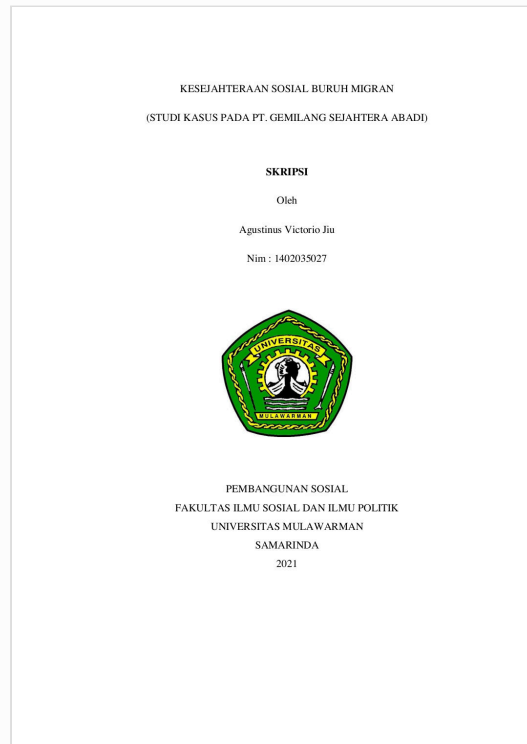 KESEJAHTERAAN SOSIAL BURUH MIGRAN
(STUDI KASUS PADA PT. GEMILANG SEJAHTERA ABADI)
SKRIPSI
Oleh
Agustinus Victorio Jiu
Nim : 1402035027
UNIVERSITAS
MULAWARMAN
PEMBANGUNAN SOSIAL
FAKULTAS ILMU SOSIAL DAN ILMU POLITIK
UNIVERSITAS MULAWARMAN
SAMARINDA
2021